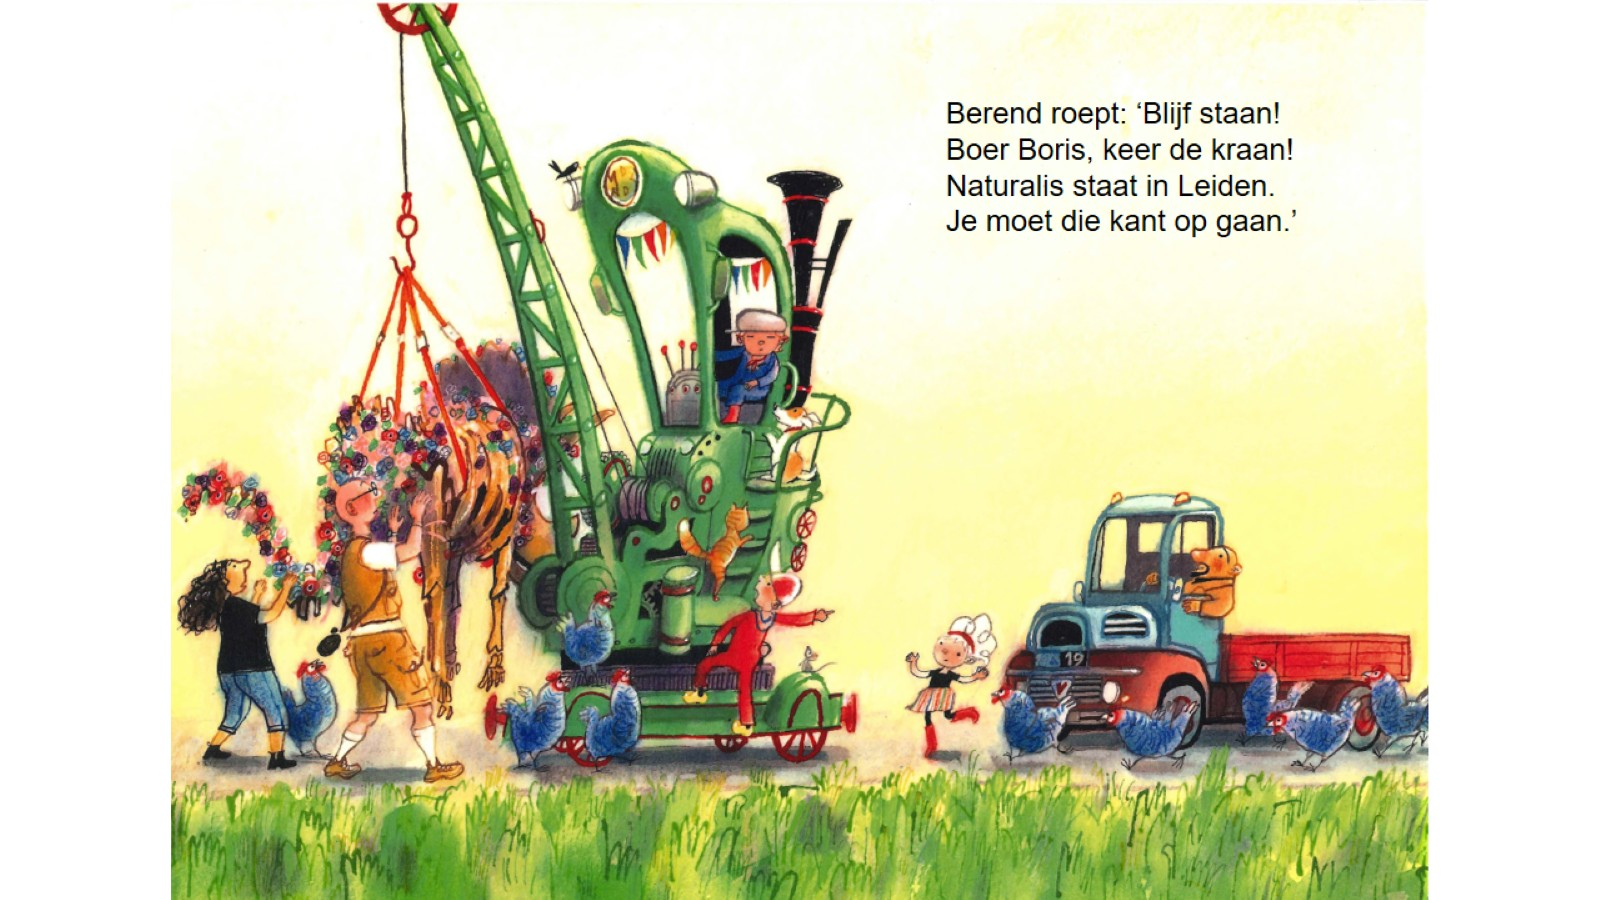 Berend roept: ‘Blijf staan!
Boer Boris, keer de kraan!
Naturalis staat in Leiden.
Je moet die kant op gaan.’
19